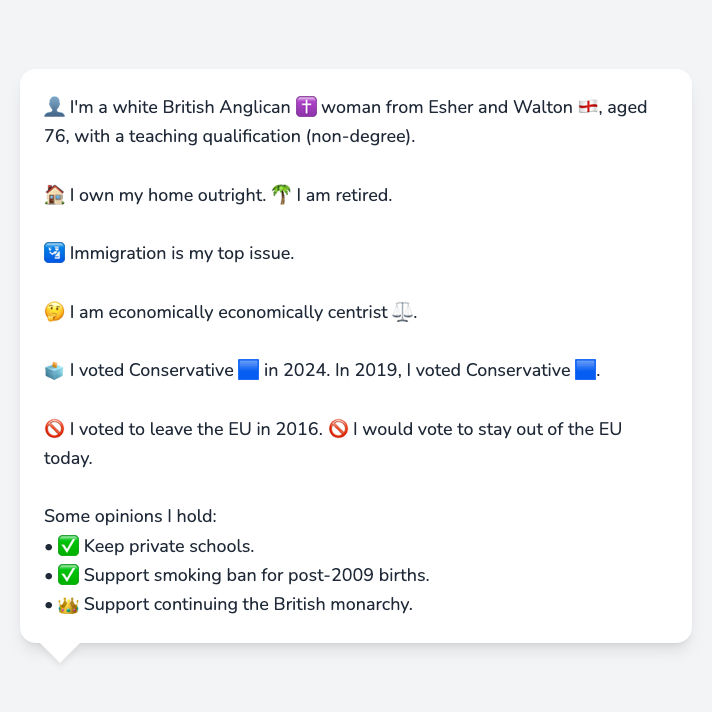 👤 I'm a white British Anglican ✝️ woman from Esher and Walton 🏴󠁧󠁢󠁥󠁮󠁧󠁿, aged
76, with a teaching qualification (non-degree).
🏠 I own my home outright. 🌴 I am retired.
🛂 Immigration is my top issue.
🤔 I am economically economically centrist ⚖️.
🗳️ I voted Conservative 🟦 in 2024. In 2019, I voted Conservative 🟦.
🚫 I voted to leave the EU in 2016. 🚫 I would vote to stay out of the EU
today.
Some opinions I hold:
• ✅ Keep private schools.
• ✅ Support smoking ban for post-2009 births.
• 👑 Support continuing the British monarchy.